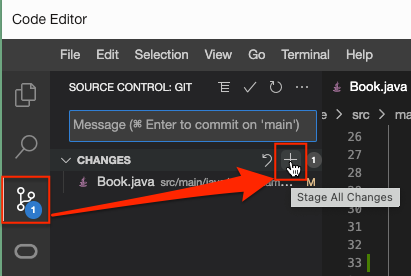 Code Editor
File Edit Selection View Go Terminal Help
SOURCE CONTROL: GIT
Book.java
Message (⌘ Enter to commit on 'main')
e > src > ma
CHANGES
1
Book.java src/main/java M
Stage All Changes
1
26
27
28
29
30
31
32
33